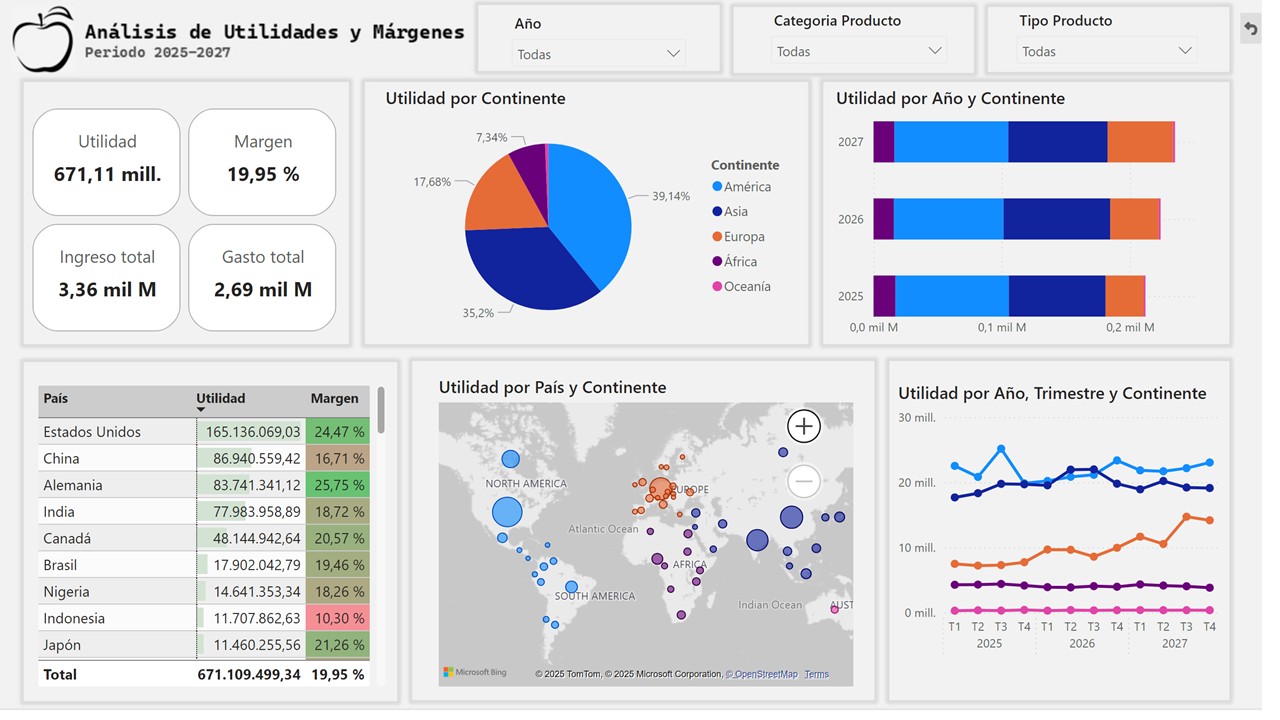 Análisis de Utilidades y Márgenes
Periodo 2025-2027
Año
Todas
Categoria Producto
Todas
Tipo Producto
Todas
Utilidad
671,11 mill.
Margen
19,95 %
Ingreso total
3,36 mil M
Gasto total
2,69 mil M
Utilidad por Continente
7,34%
17,68%
39,14%
35,2%
Continente
América
Asia
Europa
África
Oceanía
Utilidad por Año y Continente
2027
2026
2025
0,0 mil M 0,1 mil M 0,2 mil M
País Utilidad Margen
Estados Unidos 165.136.069,03 24,47 %
China 86.940.559,42 16,71 %
Alemania 83.741.341,12 25,75 %
India 77.983.958,89 18,72 %
Canadá 48.144.942,64 20,57 %
Brasil 17.902.042,79 19,46 %
Nigeria 14.641.353,34 18,26 %
Indonesia 11.707.862,63 10,30 %
Japón 11.460.255,56 21,26 %
Total 671.109.499,34 19,95 %
Utilidad por País y Continente
NORTH AMERICA
EUROPE
Atlantic Ocean
AFRICA
SOUTH AMERICA
Indian Ocean
AUST
Microsoft Bing
© 2025 TomTom, © 2025 Microsoft Corporation, © OpenStreetMap Terms
Utilidad por Año, Trimestre y Continente
30 mill.
20 mill.
10 mill.
0 mill.
T1 T2 T3 T4 T1 T2 T3 T4 T1 T2 T3 T4
2025 2026 2027